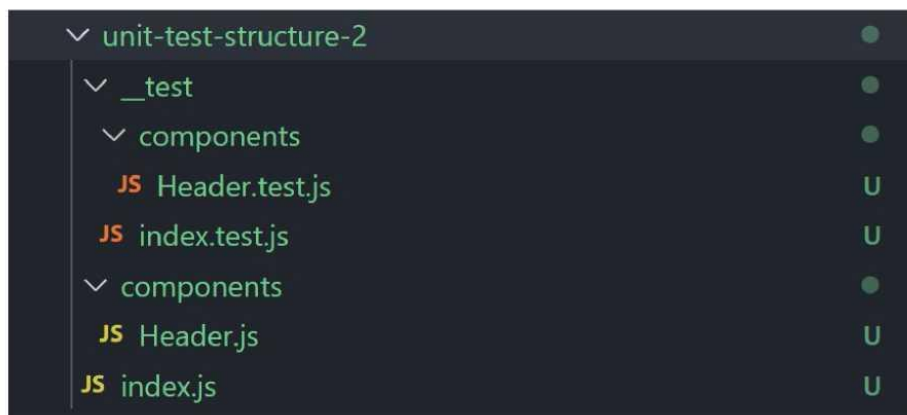 unit-test-structure-2
__test
components
JS Header.test.js U
JS index.test.js U
components
JS Header.js U
JS index.js U